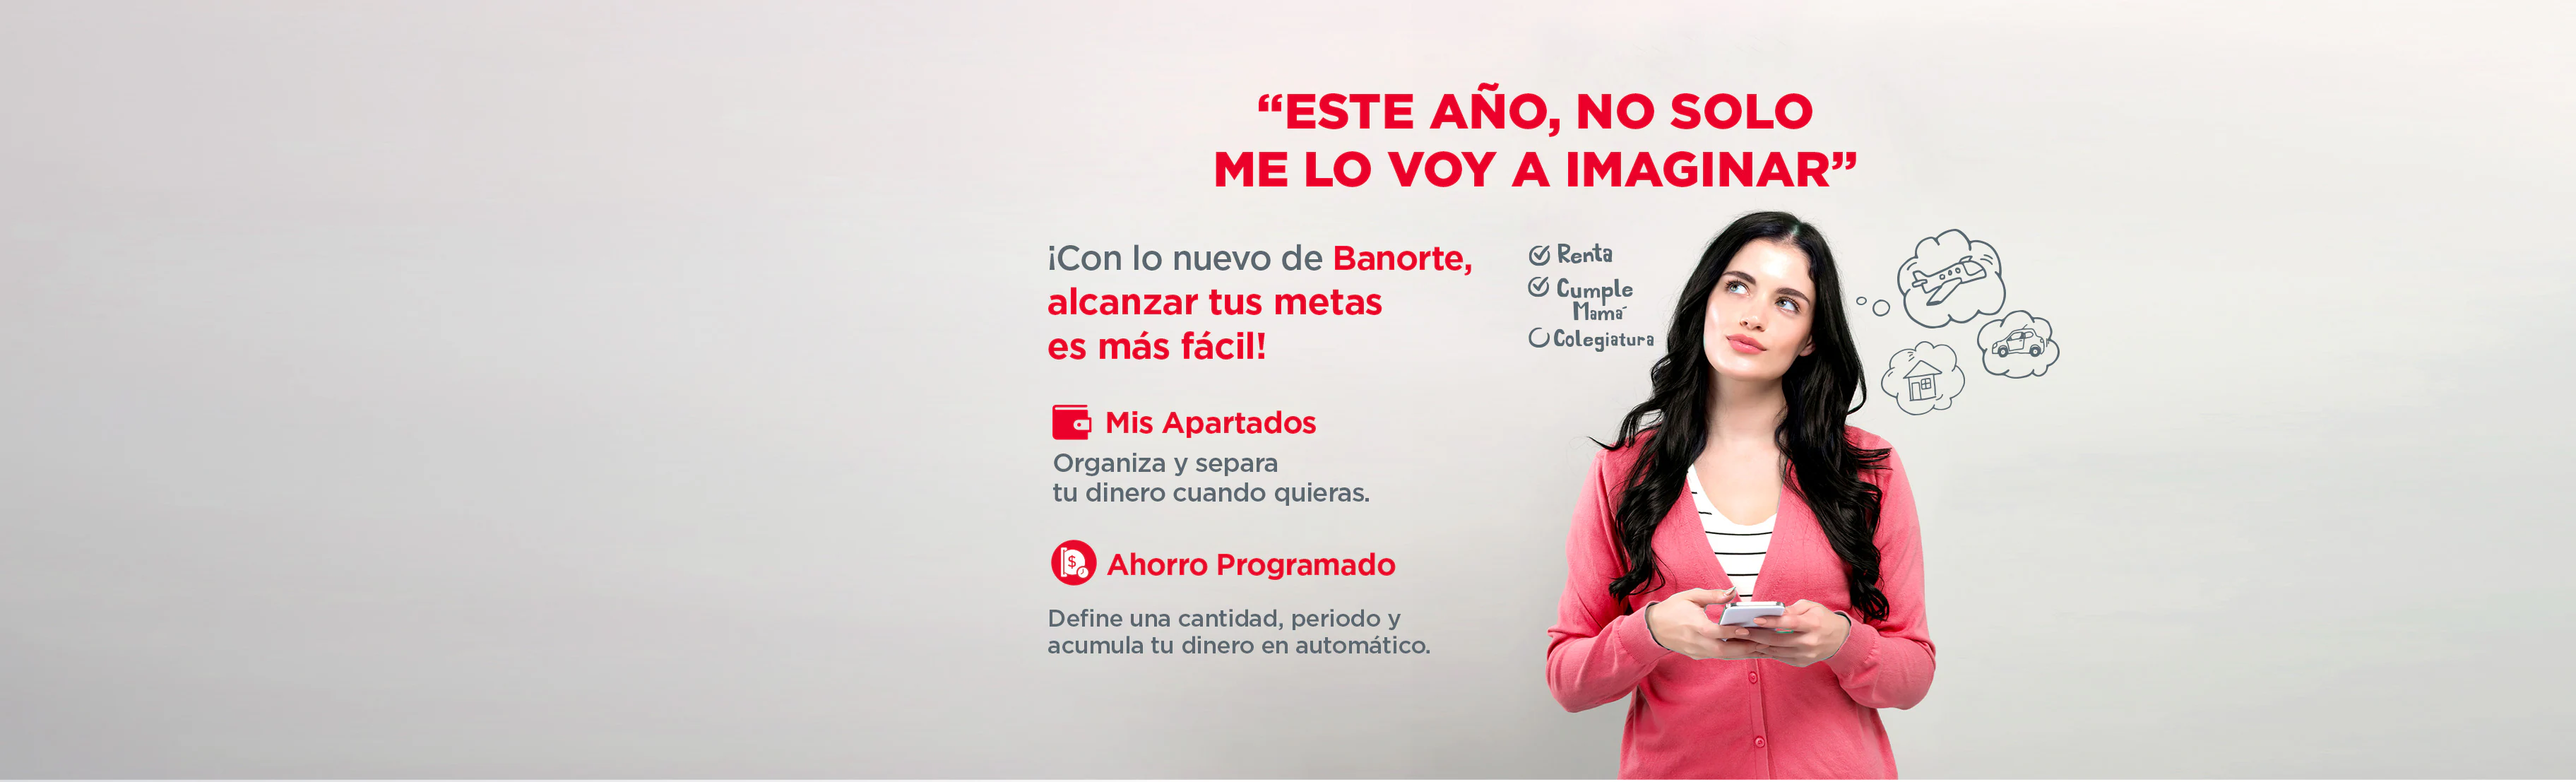 “ESTE AÑO, NO SOLO
ME LO VOY A IMAGINAR”
¡Con lo nuevo de Banorte,
alcanzar tus metas
es más fácil!
Mis Apartados
Organiza y separa
tu dinero cuando quieras.
$
Ahorro Programado
Define una cantidad, periodo y
acumula tu dinero en automático.
Renta
Cumple
Mamá
Colegiatura